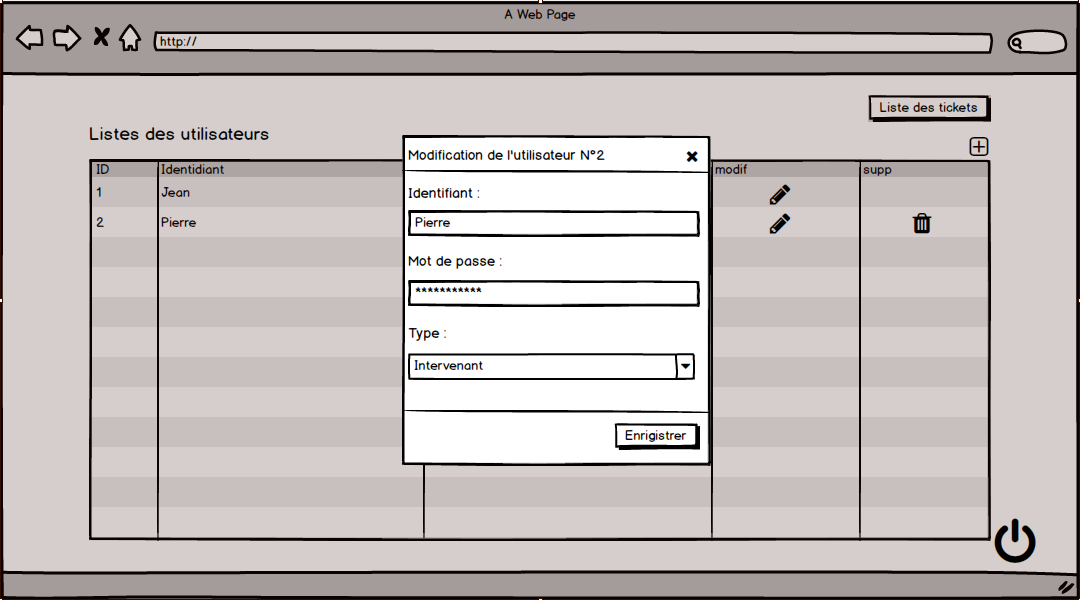 A Web Page
http://
Liste des tickets
Listes des utilisateurs
ID Identidiant modif supp
1 Jean
2 Pierre
Modification de l'utilisateur N°2
Identifiant :
Pierre
Mot de passe :
***********
Type :
Intervenant
Enrigistrer